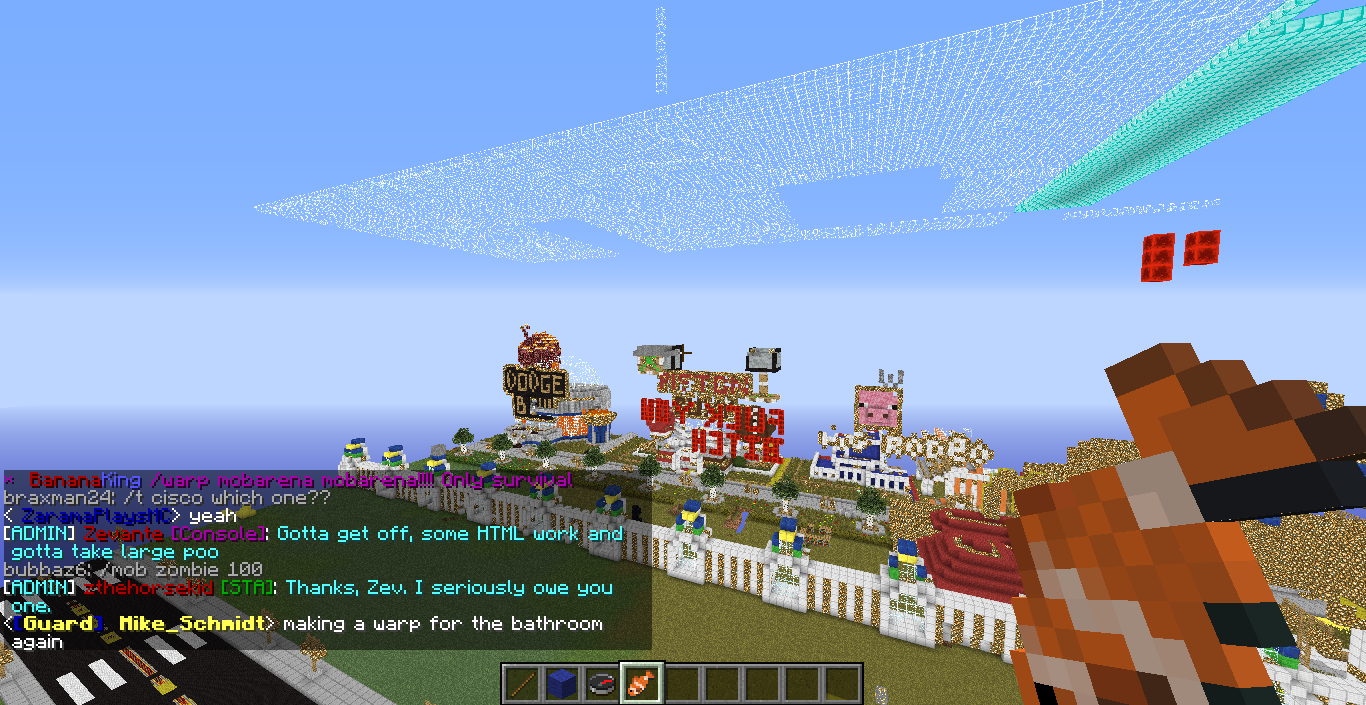 DODGE
* BananaKing /warp mobarena mobarena!!!! Only survival
braxman24: /t cisco which one??
< ZaramaPlaysMC> yeah
[ADMIN] Zevante [Console]: Gotta get off, some HTML work and
gotta take large poo
bubbaz6: /mob zombie 100
[ADMIN] zthehorsekid [STA]: Thanks, Zev. I seriously owe you
one.
<[Guard]. Mike_Schmidt> making a warp for the bathroom
again